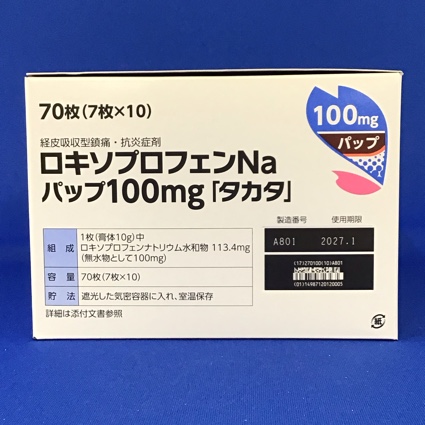 70枚(7枚×10)
100mg
パップ
経皮吸収型鎮痛・抗炎症剤
ロキソプロフェンNa
パップ100mg「タカタ」
製造番号 使用期限
A801 2027.1
組成 1枚(膏体10g)中
ロキソプロフェンナトリウム水和物 113.4mg
(無水物として100mg)
容量 70枚(7枚×10)
貯法 遮光した気密容器に入れ、室温保存
詳細は添付文書参照
(17)270100(10)A801
(01)14987120120005
紙